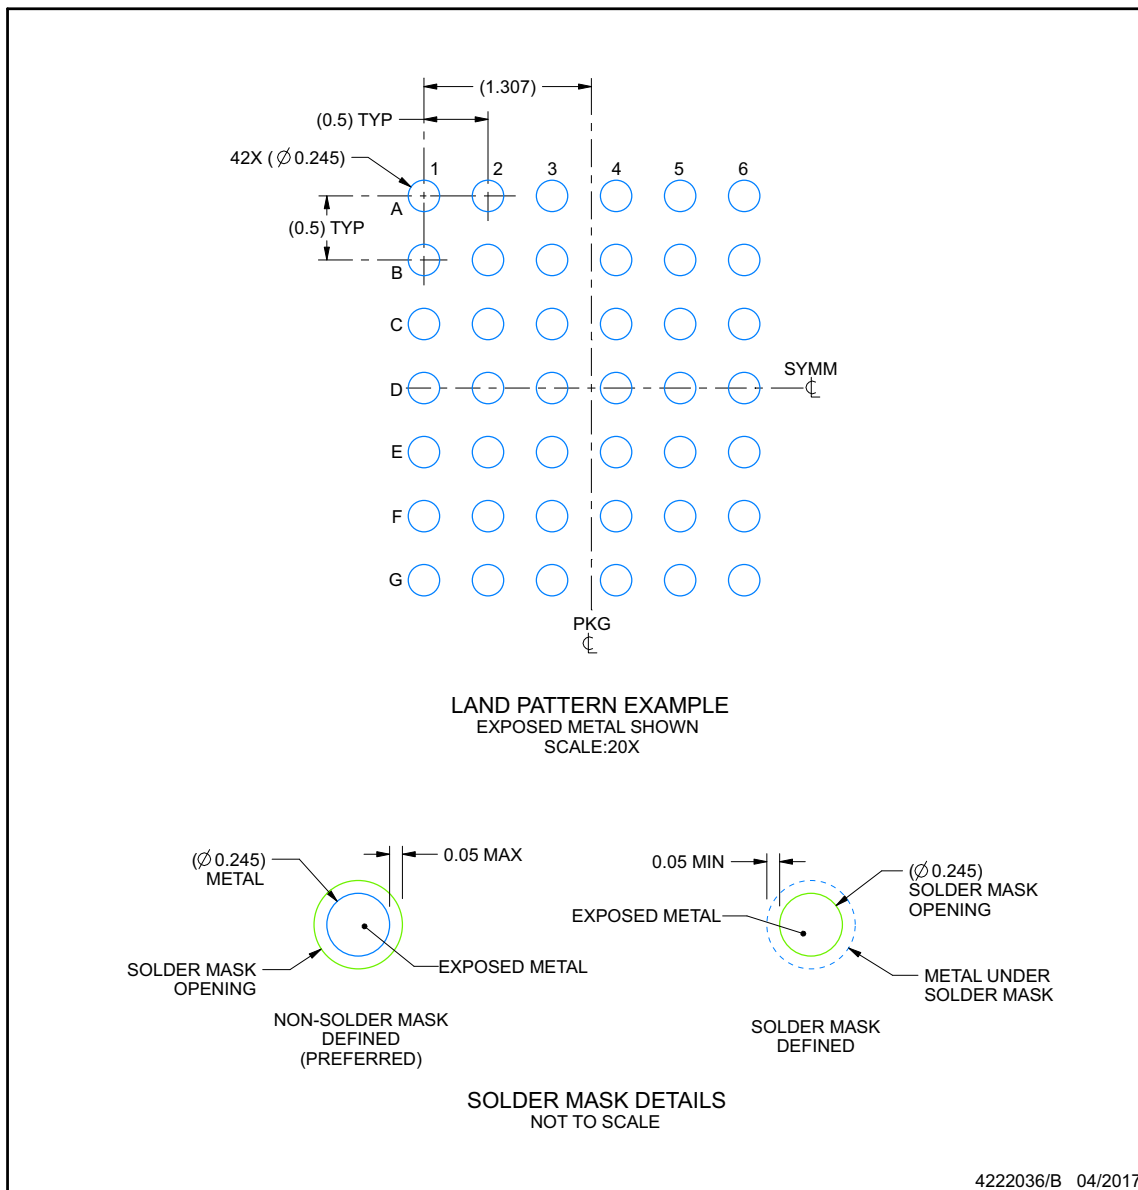 (1.307)
(0.5) TYP
42X (∅0.245)
1 2 3 4 5 6
A
(0.5) TYP
B
C
SYMM
℄
D
E
F
G
PKG
℄
LAND PATTERN EXAMPLE
EXPOSED METAL SHOWN
SCALE:20X
(∅0.245)
METAL
0.05 MAX
SOLDER MASK
OPENING
EXPOSED METAL
NON-SOLDER MASK
DEFINED
(PREFERRED)
0.05 MIN
(∅0.245)
SOLDER MASK
OPENING
EXPOSED METAL
METAL UNDER
SOLDER MASK
SOLDER MASK
DEFINED
SOLDER MASK DETAILS
NOT TO SCALE
4222036/B 04/2017